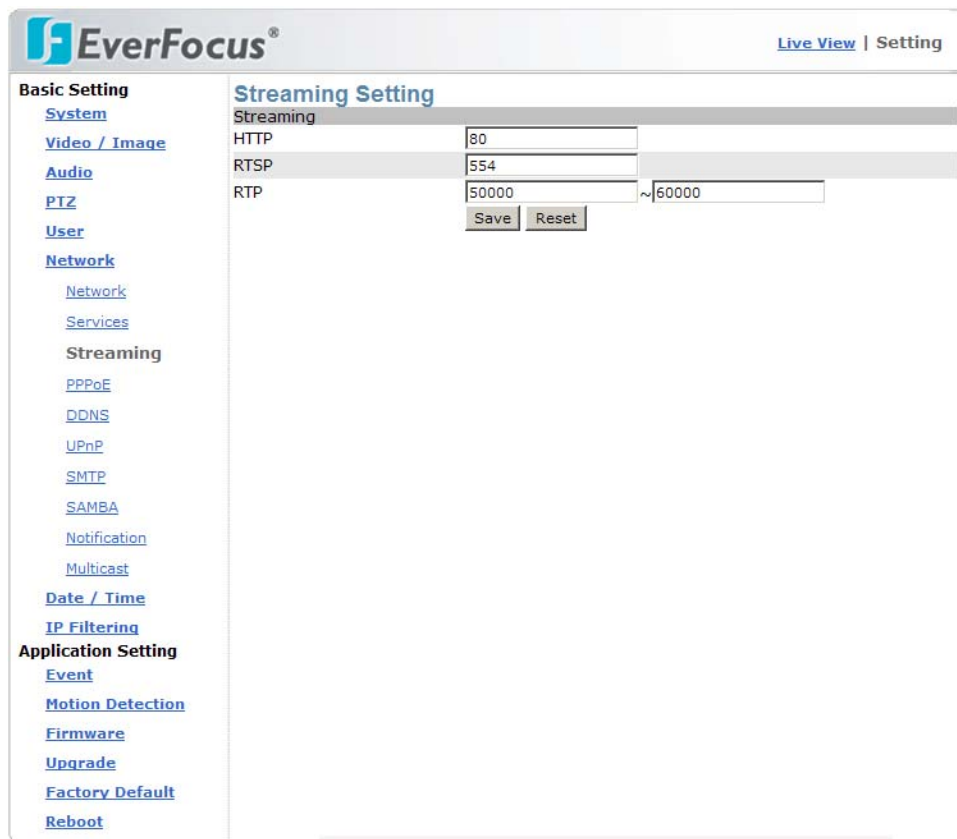 EverFocus®
Live View | Setting
Basic Setting
System
Video / Image
Audio
PTZ
User
Network
Network
Services
Streaming
PPPoE
DDNS
UPnP
SMTP
SAMBA
Notification
Multicast
Date / Time
IP Filtering
Application Setting
Event
Motion Detection
Firmware
Upgrade
Factory Default
Reboot
Streaming Setting
Streaming
HTTP 80
RTSP 554
RTP 50000 ~ 60000
Save Reset